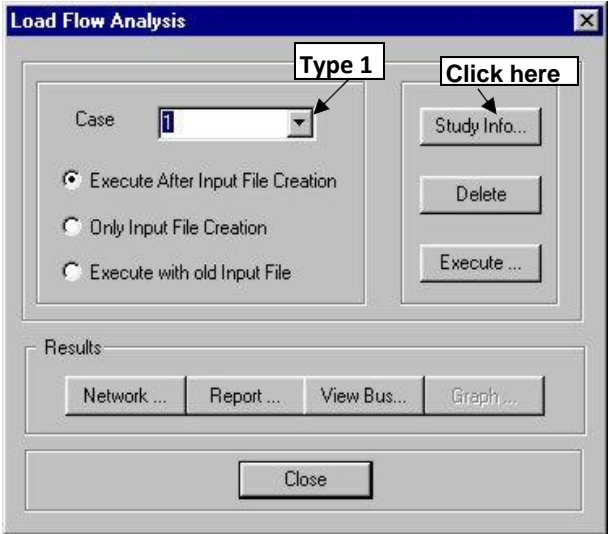 Load Flow Analysis
Type 1
Click here
Case
1
Study Info...
Execute After Input File Creation
Delete
Only Input File Creation
Execute ...
Execute with old Input File
Results
Network ...
Report ...
View Bus...
Graph ...
Close